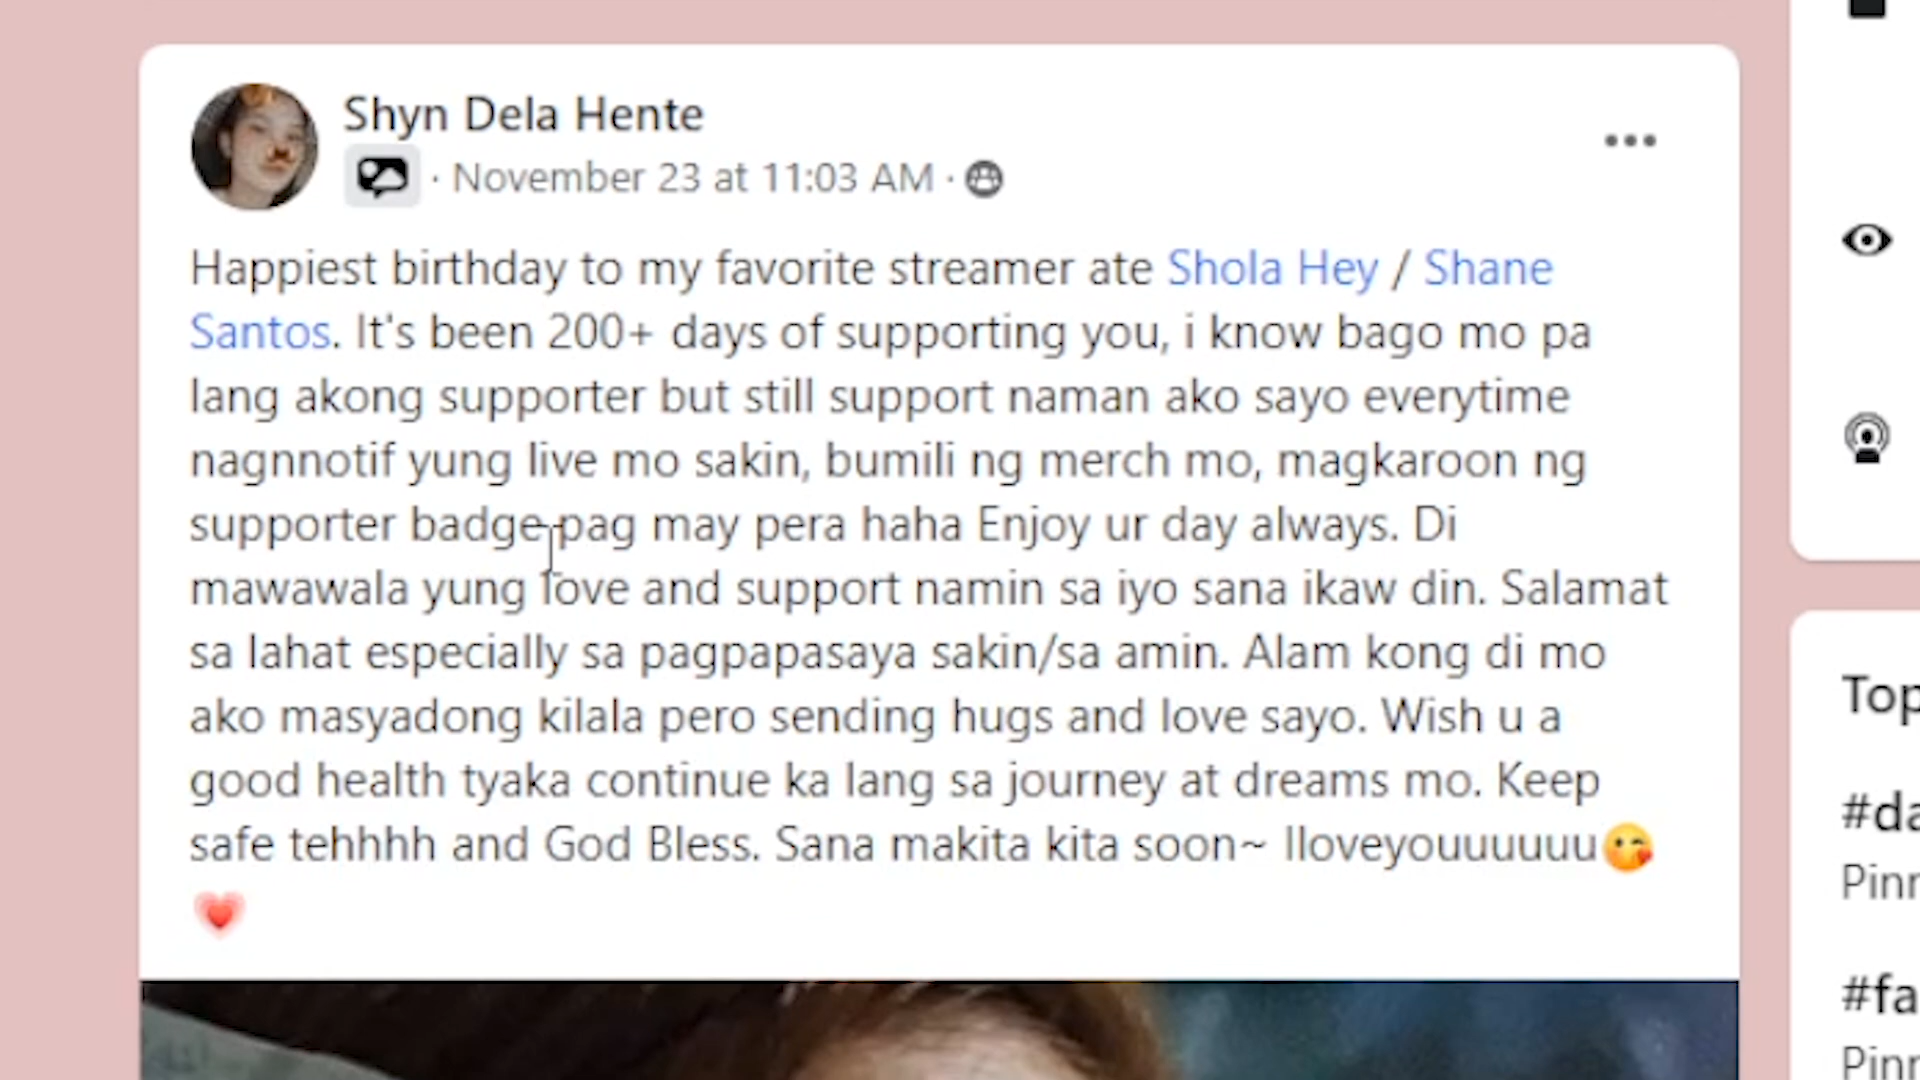 Shyn Dela Hente
· November 23 at 11:03 AM ·
Happiest birthday to my favorite streamer ate Shola Hey / Shane
Santos. It's been 200+ days of supporting you, i know bago mo pa
lang akong supporter but still support naman ako sayo everytime
nagnnotif yung live mo sakin, bumili ng merch mo, magkaroon ng
supporter badge pag may pera haha Enjoy ur day always. Di
mawawala yung love and support namin sa iyo sana ikaw din. Salamat
sa lahat especially sa pagpapasaya sakin/sa amin. Alam kong di mo
ako masyadong kilala pero sending hugs and love sayo. Wish u a
good health tyaka continue ka lang sa journey at dreams mo. Keep
safe tehhhh and God Bless. Sana makita kita soon~ Iloveyouuuuuu😘
💗
Top